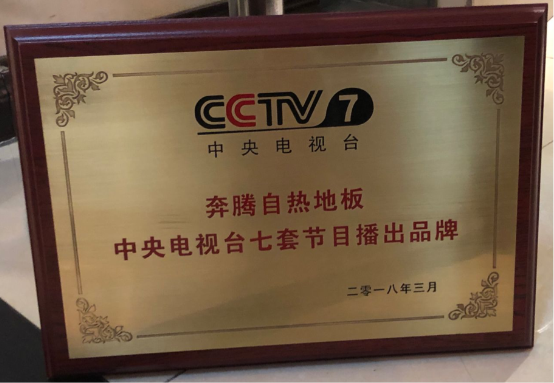 CCTV 7
中央电视台
奔腾自热地板
中央电视台七套节目播出品牌
二零一八年三月